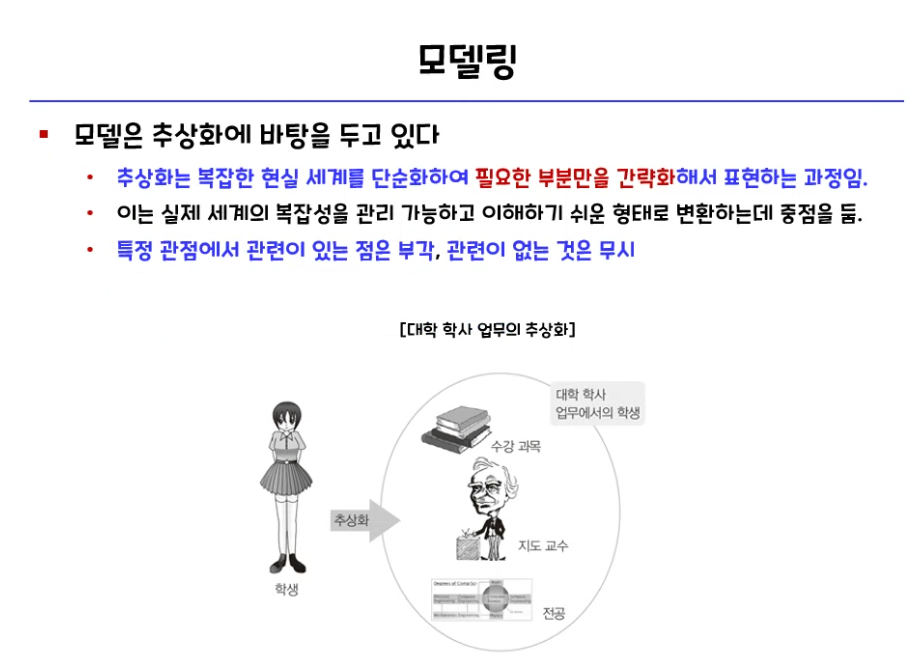 모델링
모델은 추상화에 바탕을 두고 있다
추상화는 복잡한 현실 세계를 단순화하여 필요한 부분만을 간략화해서 표현하는 과정임.
이는 실제 세계의 복잡성을 관리 가능하고 이해하기 쉬운 형태로 변환하는데 중점을 둠.
특정 관점에서 관련이 있는 점은 부각, 관련이 없는 것은 무시
[대학 학사 업무의 추상화]
대학 학사
업무에서의 학생
수강 과목
추상화
지도 교수
학생
Degrees of Comp
전공